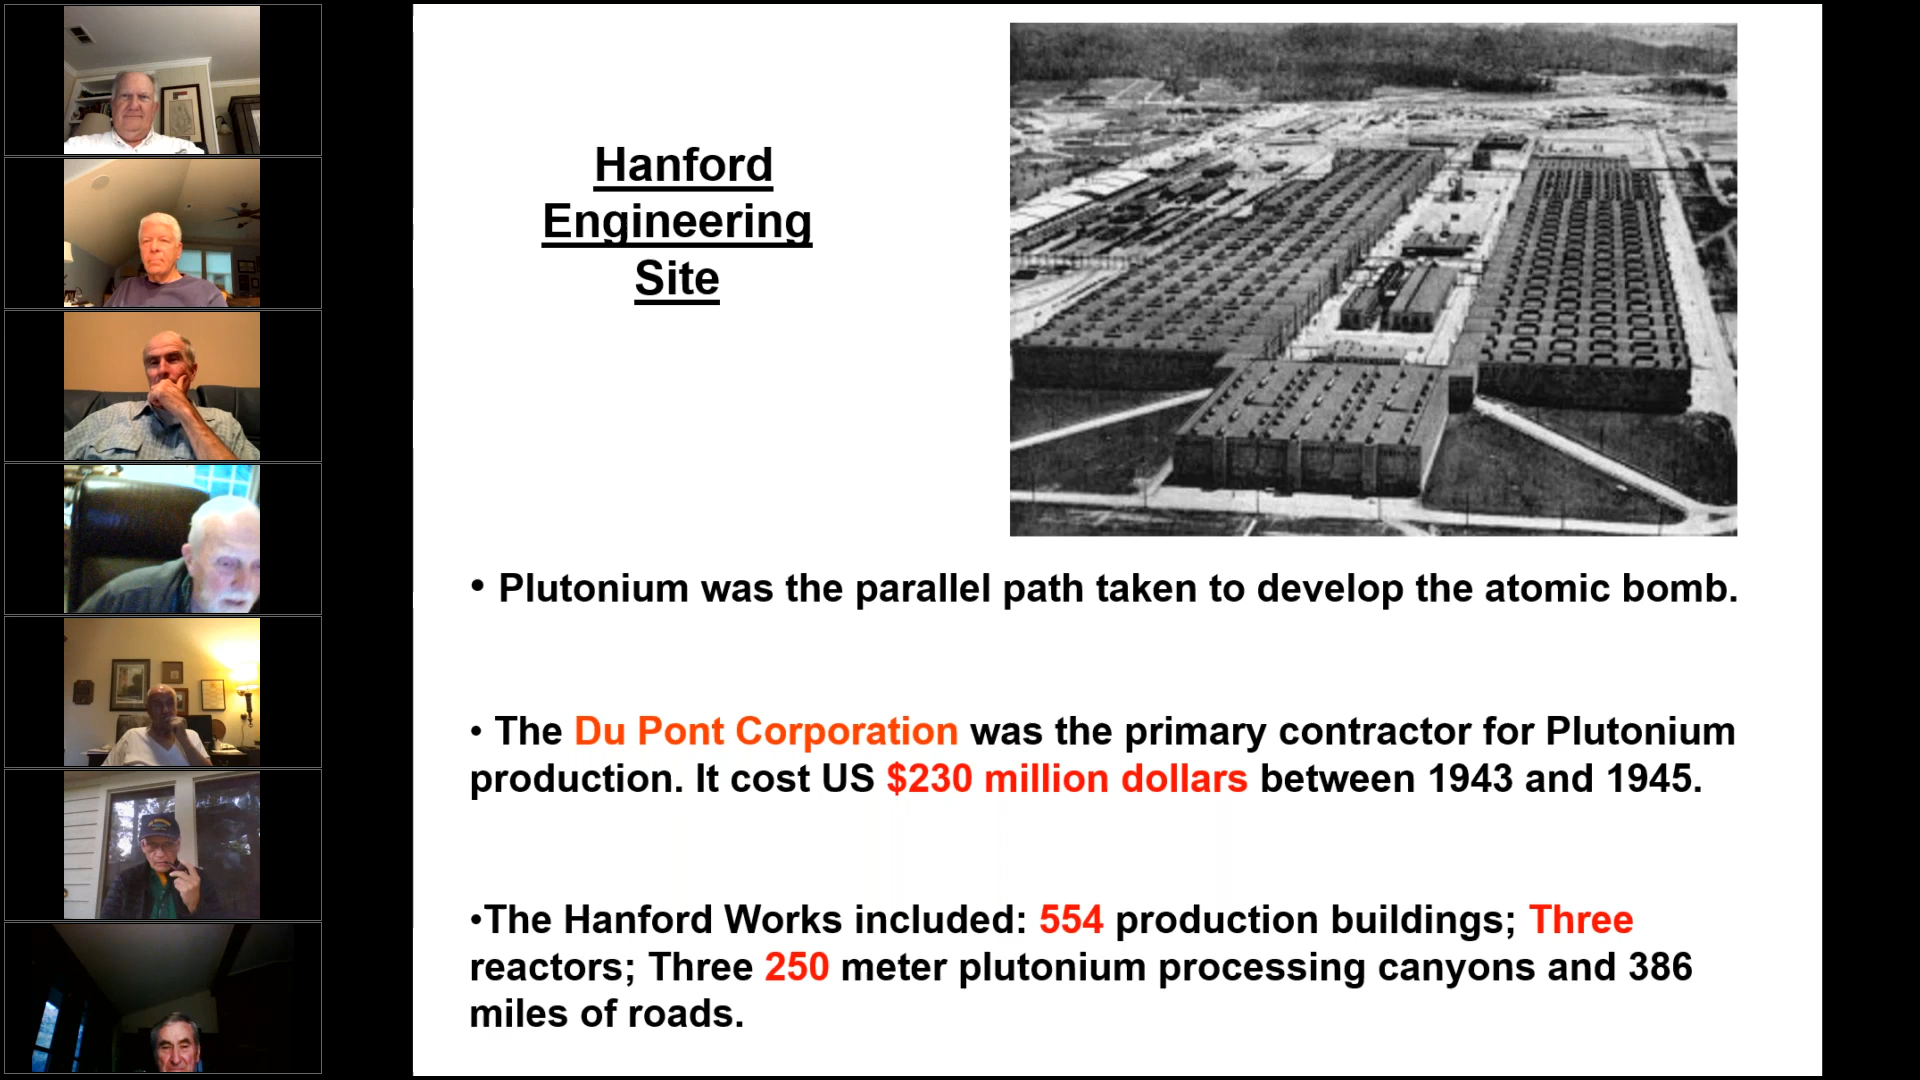 Hanford
Engineering
Site
• Plutonium was the parallel path taken to develop the atomic bomb.
• The Du Pont Corporation was the primary contractor for Plutonium
production. It cost US $230 million dollars between 1943 and 1945.
•The Hanford Works included: 554 production buildings; Three
reactors; Three 250 meter plutonium processing canyons and 386
miles of roads.